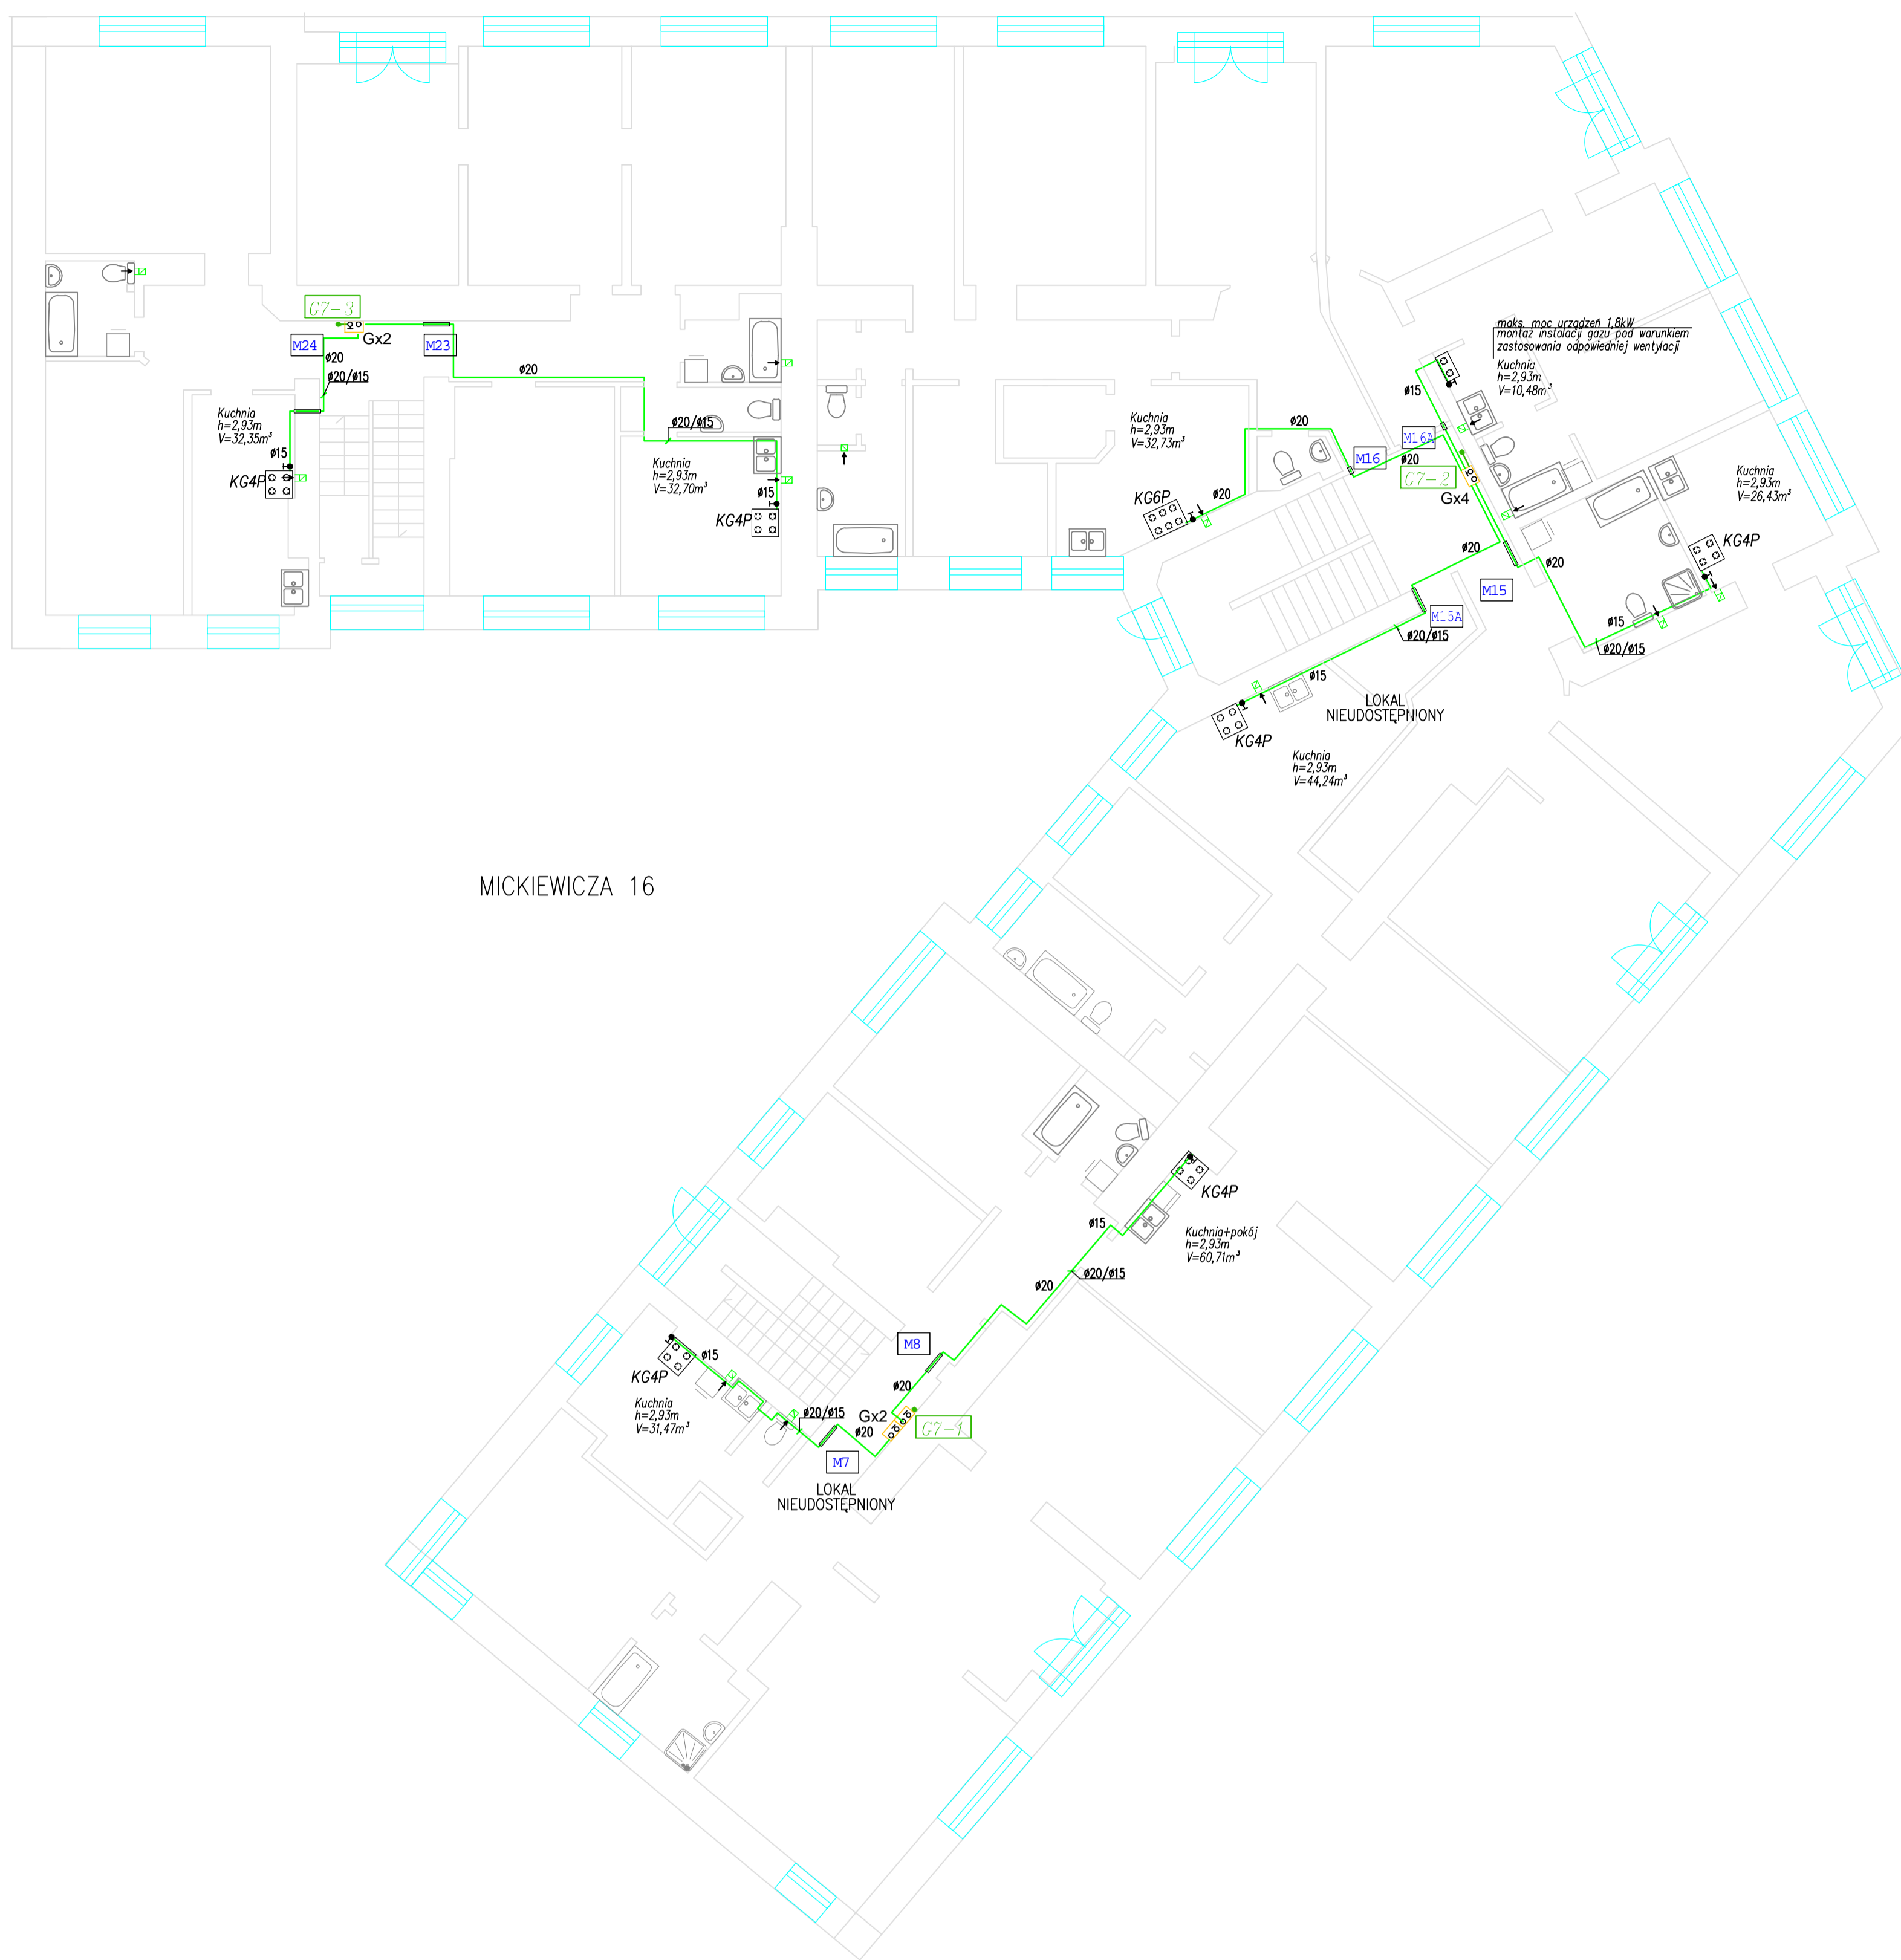 G7-3
M24
Gx2
M23
ø20
ø20/ø15
ø20
Kuchnia
h=2,93m
V=32,35m³
ø15
KG4P
ø20/ø15
Kuchnia
h=2,93m
V=32,70m³
ø15
KG4P
maks. moc urządzeń 1,8kW
montaż instalacji gazu pod warunkiem
zastosowania odpowiedniej wentylacji
Kuchnia
h=2,93m
V=10,48m³
ø15
Kuchnia
h=2,93m
V=32,73m³
ø20
M16A
M16
ø20
G7-2
Gx4
Kuchnia
h=2,93m
V=26,43m³
KG6P
ø20
KG4P
ø20
ø20
M15
M15A
ø15
ø20/ø15
ø20/ø15
ø15
LOKAL
NIEUDOSTĘPNIONY
KG4P
Kuchnia
h=2,93m
V=44,24m³
MICKIEWICZA 16
KG4P
ø15
Kuchnia+pokój
h=2,93m
V=60,71m³
ø20/ø15
ø20
M8
ø15
KG4P
ø20
Kuchnia
h=2,93m
V=31,47m³
ø20/ø15
Gx2
G7-1
ø20
M7
LOKAL
NIEUDOSTĘPNIONY